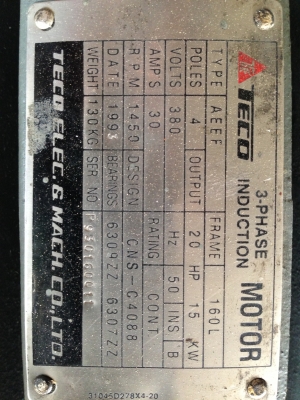 TECO 3-PHASE INDUCTION MOTOR
TYPE AEEF FRAME 160L
POLES 4 OUTPUT 20 HP 15 KW
VOLTS 380 Hz 50 INS B
AMPS 30 RATING CONT
R.P.M 1450 DESIGN CNS-C4088
DATE BEARINGS 6309ZZ 6307ZZ
WEIGHT 130KG SER NO
TECO ELEC. & MACH. CO., LTD.
31045D278X4-20